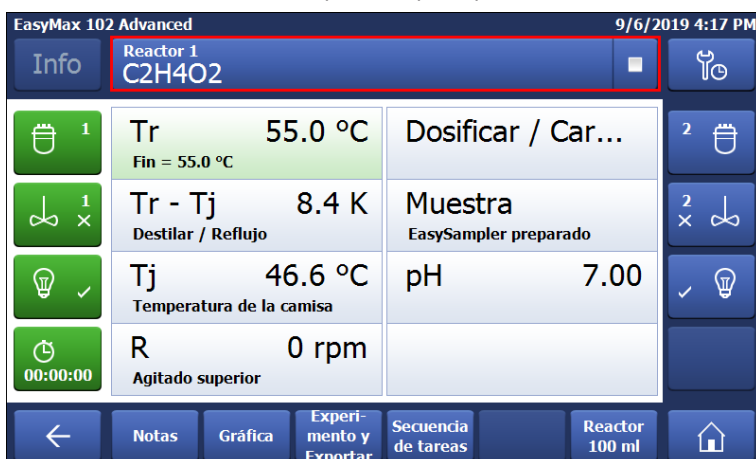 EasyMax 102 Advanced 9/6/2019 4:17 PM
Info
Reactor 1
C2H4O2
1
Tr 55.0 °C
Fin = 55.0 °C
Dosificar / Car...
2
1
Tr - Tj 8.4 K
Destilar / Reflujo
Muestra
EasySampler preparado
2
Tj 46.6 °C
Temperatura de la camisa
pH 7.00
00:00:00
R 0 rpm
Agitado superior
Notas
Gráfica
Experi-
mento y
Exportar
Secuencia
de tareas
Reactor
100 ml